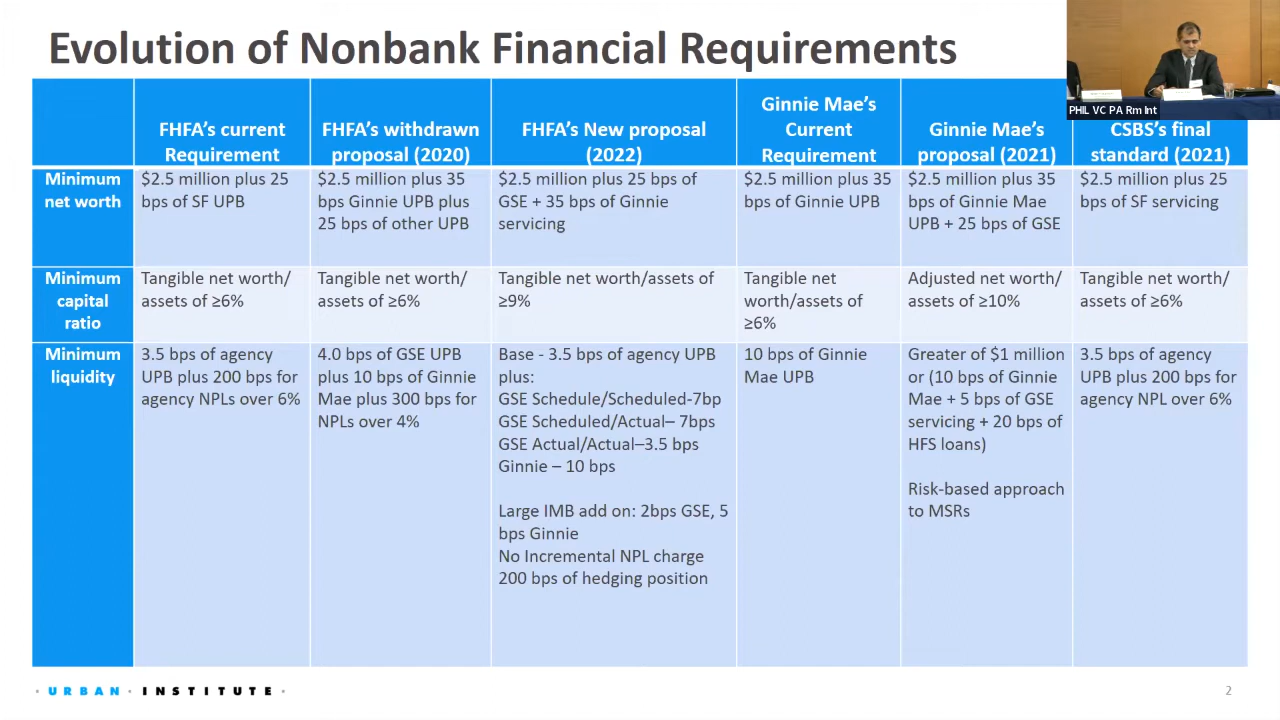 Evolution of Nonbank Financial Requirements
PHIL VC PA Rm Int
FHFA's current
Requirement
FHFA's withdrawn
proposal (2020)
FHFA's New proposal
(2022)
Ginnie Mae's
Current
Requirement
Ginnie Mae's
proposal (2021)
CSBS's final
standard (2021)
Minimum
net worth
$2.5 million plus 25
bps of SF UPB
$2.5 million plus 35
bps Ginnie UPB plus
25 bps of other UPB
$2.5 million plus 25 bps of
GSE + 35 bps of Ginnie
servicing
$2.5 million plus 35
bps of Ginnie UPB
$2.5 million plus 35
bps of Ginnie Mae
UPB + 25 bps of GSE
$2.5 million plus 25
bps of SF servicing
Minimum
capital
ratio
Tangible net worth/
assets of ≥6%
Tangible net worth/
assets of ≥6%
Tangible net worth/assets of
≥9%
Tangible net
worth/assets of
≥6%
Adjusted net worth/
assets of ≥10%
Tangible net worth/
assets of ≥6%
Minimum
liquidity
3.5 bps of agency
UPB plus 200 bps for
agency NPLs over 6%
4.0 bps of GSE UPB
plus 10 bps of Ginnie
Mae plus 300 bps for
NPLs over 4%
Base - 3.5 bps of agency UPB
plus:
GSE Schedule/Scheduled-7bp
GSE Scheduled/Actual– 7bps
GSE Actual/Actual–3.5 bps
Ginnie – 10 bps
Large IMB add on: 2bps GSE, 5
bps Ginnie
No Incremental NPL charge
200 bps of hedging position
10 bps of Ginnie
Mae UPB
Greater of $1 million
or (10 bps of Ginnie
Mae + 5 bps of GSE
servicing + 20 bps of
HFS loans)
Risk-based approach
to MSRs
3.5 bps of agency
UPB plus 200 bps for
agency NPL over 6%
· URBAN · INSTITUTE ·
2